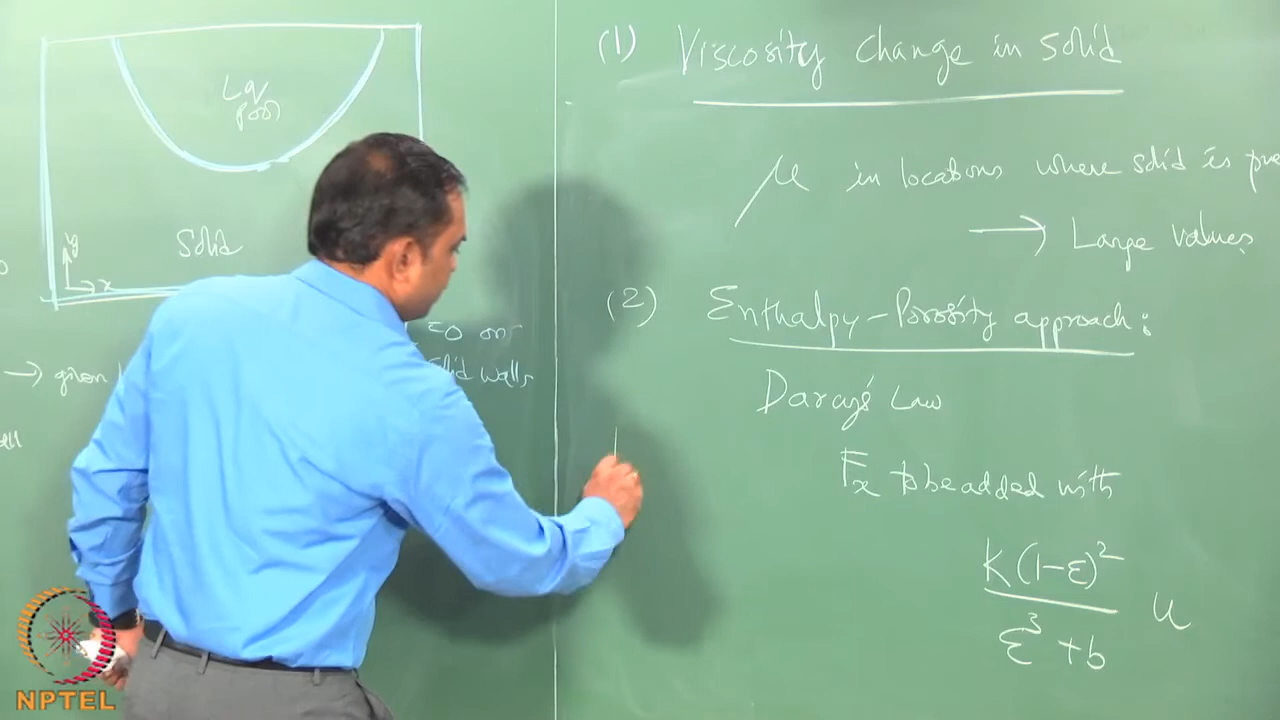 Lq
pool
Solid
y
x
=0 on
solid walls
→ given
(1) Viscosity change in solid
μ in locations where solid is
→ Large values
(2) Enthalpy-Porosity approach:
Darcy's Law
Fx to be added with
K(1-ε)²
ε³ + b
u
NPTEL